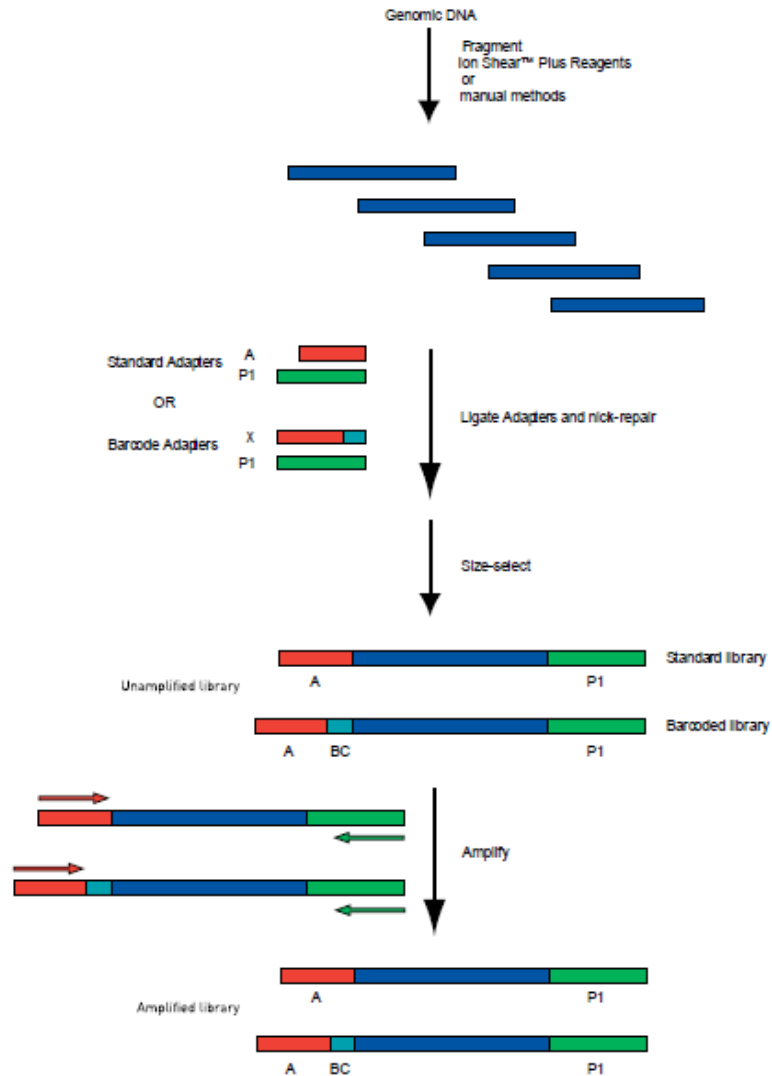 Genomic DNA
Fragment
Ion Shear™ Plus Reagents
or
manual methods
Standard Adapters
A
P1
OR
Barcode Adapters
X
P1
Ligate Adapters and nick-repair
Size-select
Standard library
Unamplified library
A
P1
Barcoded library
A
BC
P1
Amplify
A
P1
Amplified library
A
BC
P1